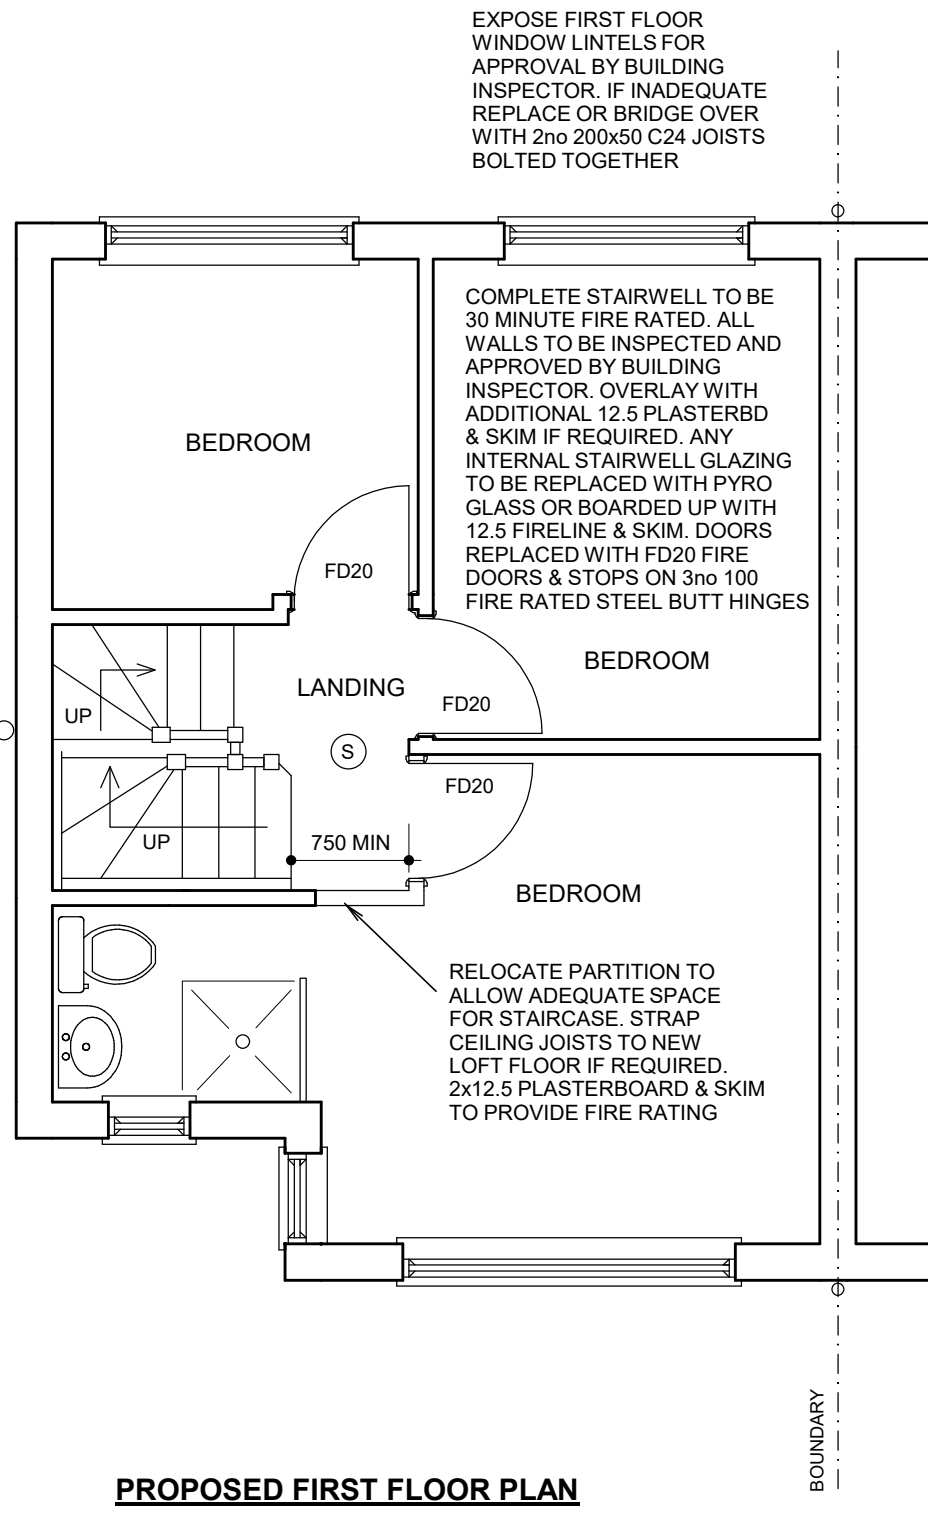 EXPOSE FIRST FLOOR
WINDOW LINTELS FOR
APPROVAL BY BUILDING
INSPECTOR. IF INADEQUATE
REPLACE OR BRIDGE OVER
WITH 2no 200x50 C24 JOISTS
BOLTED TOGETHER
COMPLETE STAIRWELL TO BE
30 MINUTE FIRE RATED. ALL
WALLS TO BE INSPECTED AND
APPROVED BY BUILDING
INSPECTOR. OVERLAY WITH
ADDITIONAL 12.5 PLASTERBD
& SKIM IF REQUIRED. ANY
INTERNAL STAIRWELL GLAZING
TO BE REPLACED WITH PYRO
GLASS OR BOARDED UP WITH
12.5 FIRELINE & SKIM. DOORS
REPLACED WITH FD20 FIRE
DOORS & STOPS ON 3no 100
FIRE RATED STEEL BUTT HINGES
BEDROOM
FD20
BEDROOM
LANDING
FD20
UP
S
FD20
UP
750 MIN
BEDROOM
RELOCATE PARTITION TO
ALLOW ADEQUATE SPACE
FOR STAIRCASE. STRAP
CEILING JOISTS TO NEW
LOFT FLOOR IF REQUIRED.
2x12.5 PLASTERBOARD & SKIM
TO PROVIDE FIRE RATING
BOUNDARY
PROPOSED FIRST FLOOR PLAN